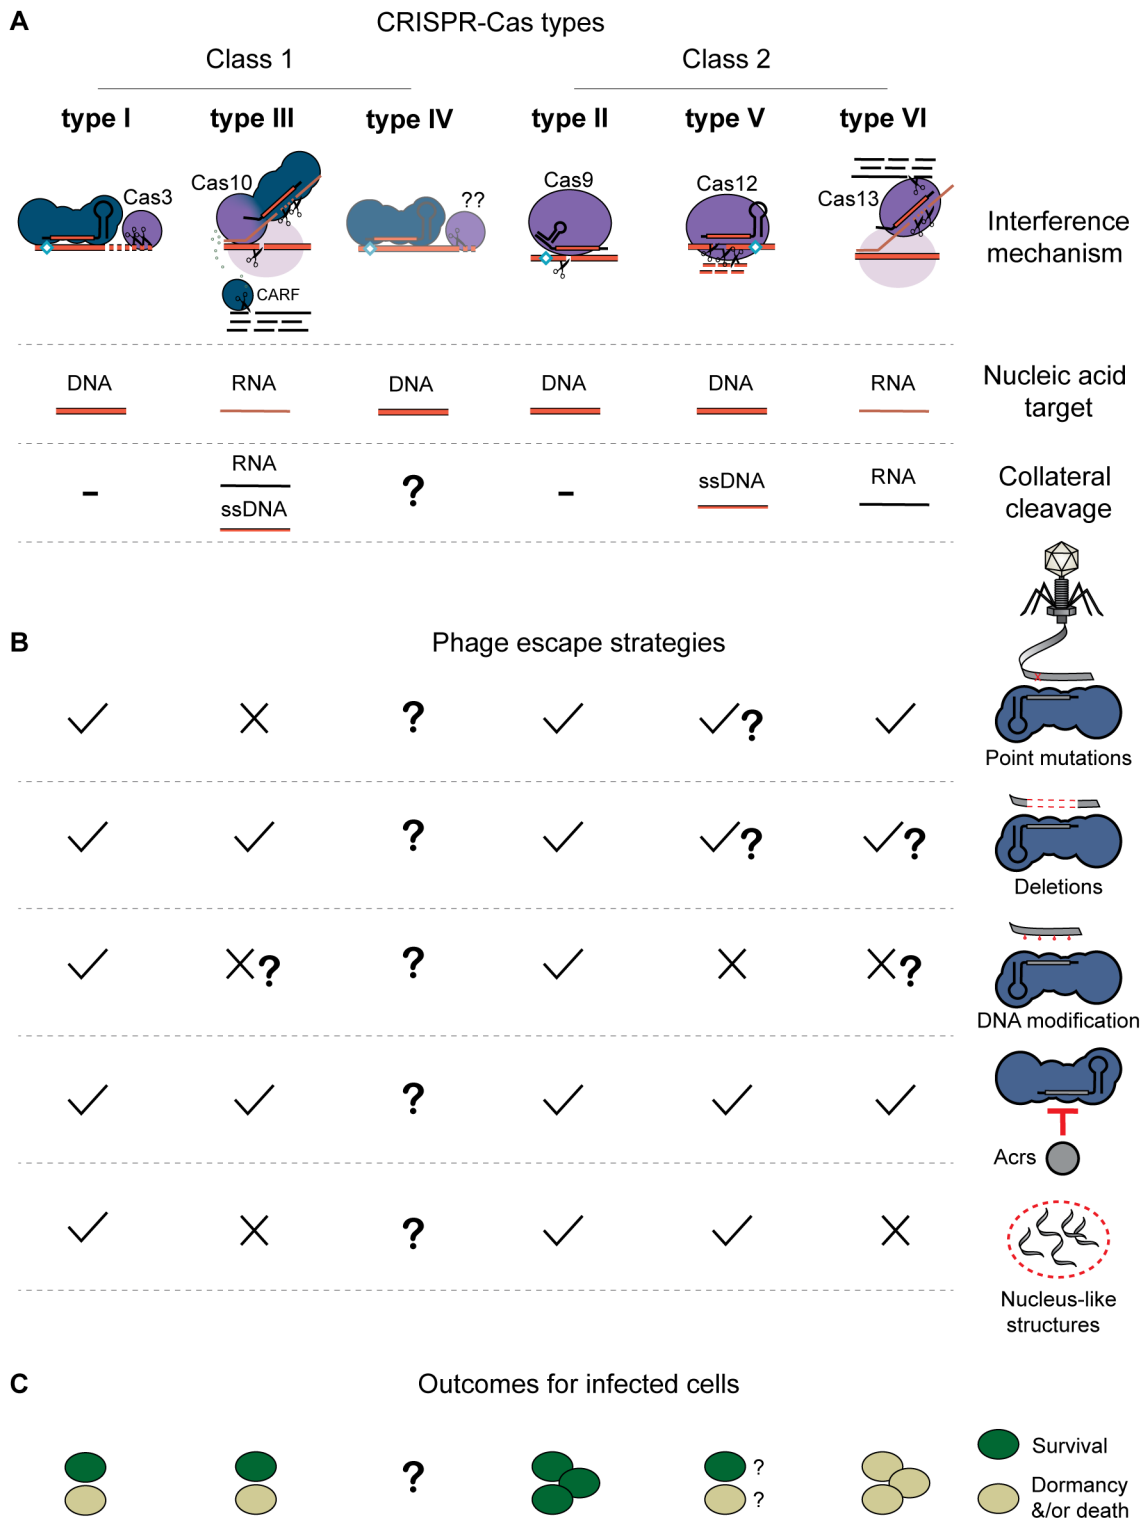 A
CRISPR-Cas types
Class 1
Class 2
type I
type III
type IV
type II
type V
type VI
Cas3
Cas10
CARF
??
Cas9
Cas12
Cas13
Interference
mechanism
DNA
RNA
DNA
DNA
DNA
RNA
Nucleic acid
target
-
RNA
ssDNA
?
-
ssDNA
RNA
Collateral
cleavage
B
Phage escape strategies
✓
X
?
✓
✓?
✓
Point mutations
✓
✓
?
✓
✓?
✓?
Deletions
✓
X?
?
✓
X
X?
DNA modification
✓
✓
?
✓
✓
✓
Acrs
✓
X
?
✓
✓
X
Nucleus-like
structures
C
Outcomes for infected cells
?
?
?
Survival
Dormancy
&/or death